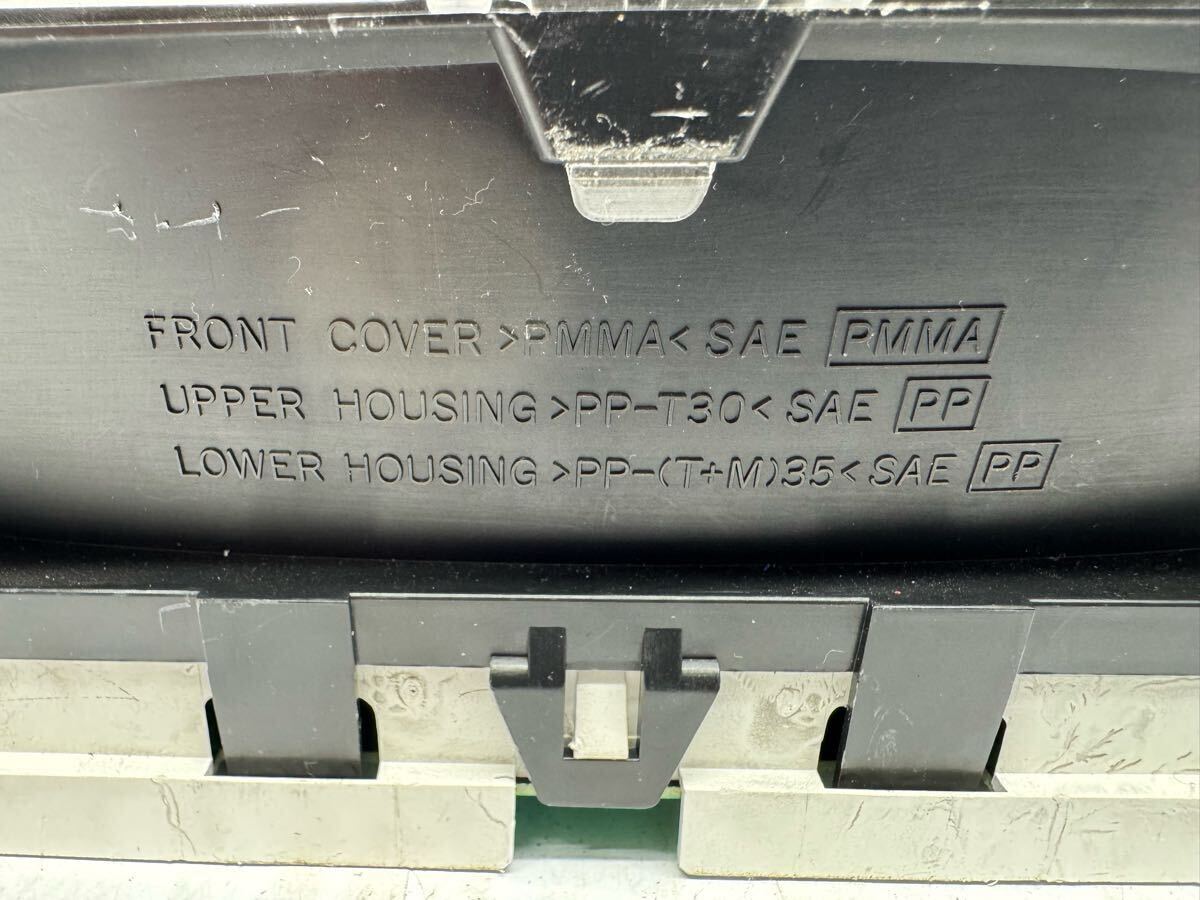 FRONT COVER >PMMA< SAE PMMA
UPPER HOUSING >PP-T30< SAE PP
LOWER HOUSING >PP-(T+M)35< SAE PP